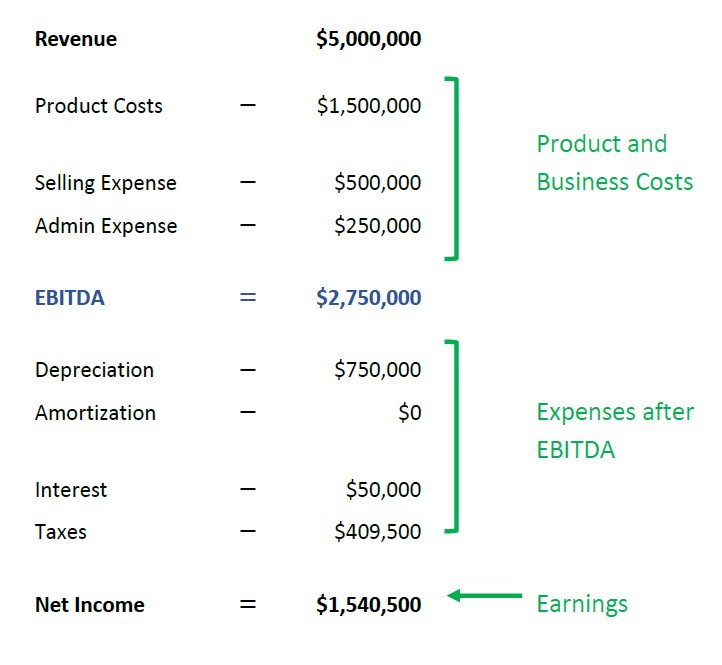 Revenue $5,000,000
Product Costs – $1,500,000
Product and
Selling Expense – $500,000 Business Costs
Admin Expense – $250,000
EBITDA = $2,750,000
Depreciation – $750,000
Amortization – $0 Expenses after
EBITDA
Interest – $50,000
Taxes – $409,500
Net Income = $1,540,500 Earnings